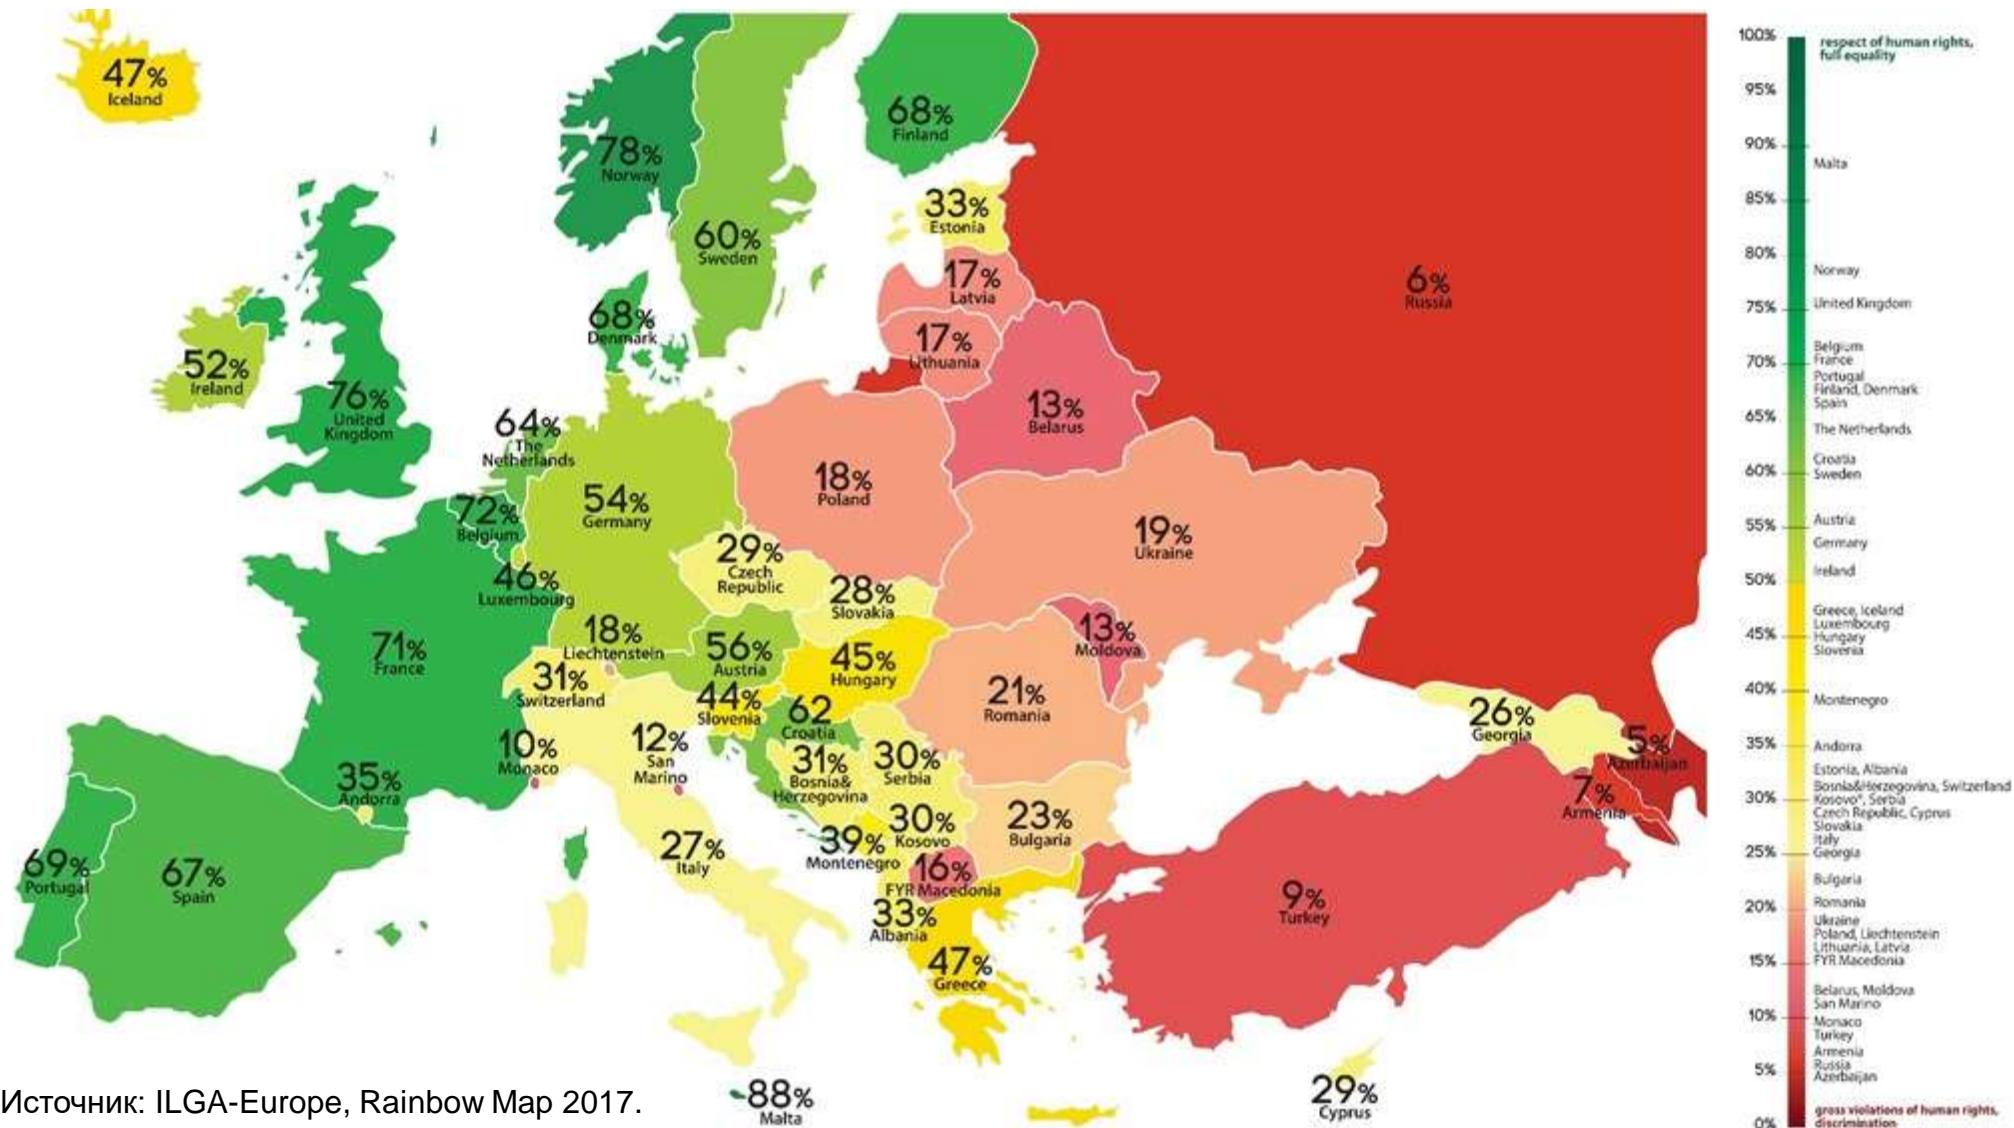 47%
Iceland
78%
Norway
68%
Finland
60%
Sweden
33%
Estonia
17%
Latvia
17%
Lithuania
6%
Russia
68%
Denmark
52%
Ireland
76%
United
Kingdom
64%
The
Netherlands
13%
Belarus
18%
Poland
54%
Germany
72%
Belgium
19%
Ukraine
29%
Czech
Republic
28%
Slovakia
46%
Luxembourg
18%
Liechtenstein
56%
Austria
45%
Hungary
13%
Moldova
71%
France
31%
Switzerland
44%
Slovenia
62
Croatia
21%
Romania
26%
Georgia
5%
Azerbaijan
7%
Armenia
10%
Monaco
12%
San
Marino
31%
Bosnia&
Herzegovina
30%
Serbia
35%
Andorra
30%
Kosovo
23%
Bulgaria
39%
Montenegro
27%
Italy
16%
FYR Macedonia
69%
Portugal
67%
Spain
33%
Albania
9%
Turkey
47%
Greece
88%
Malta
29%
Cyprus
Источник: ILGA-Europe, Rainbow Map 2017.
100%
respect of human rights,
full equality
95%
90%
Malta
85%
80%
Norway
United Kingdom
75%
Belgium
France
70%
Portugal
Finland, Denmark
Spain
65%
The Netherlands
Croatia
60%
Sweden
Austria
55%
Germany
Ireland
50%
Greece, Iceland
Luxembourg
45%
Hungary
Slovenia
40%
Montenegro
35%
Andorra
Estonia, Albania
Bosnia&Herzegovina, Switzerland
30%
Kosovo*, Serbia
Czech Republic, Cyprus
Slovakia
Italy
25%
Georgia
Bulgaria
20%
Romania
Ukraine
Poland, Liechtenstein
Lithuania, Latvia
15%
FYR Macedonia
Belarus, Moldova
San Marino
10%
Monaco
Turkey
Armenia
5%
Russia
Azerbaijan
gross violations of human rights,
discrimination
0%